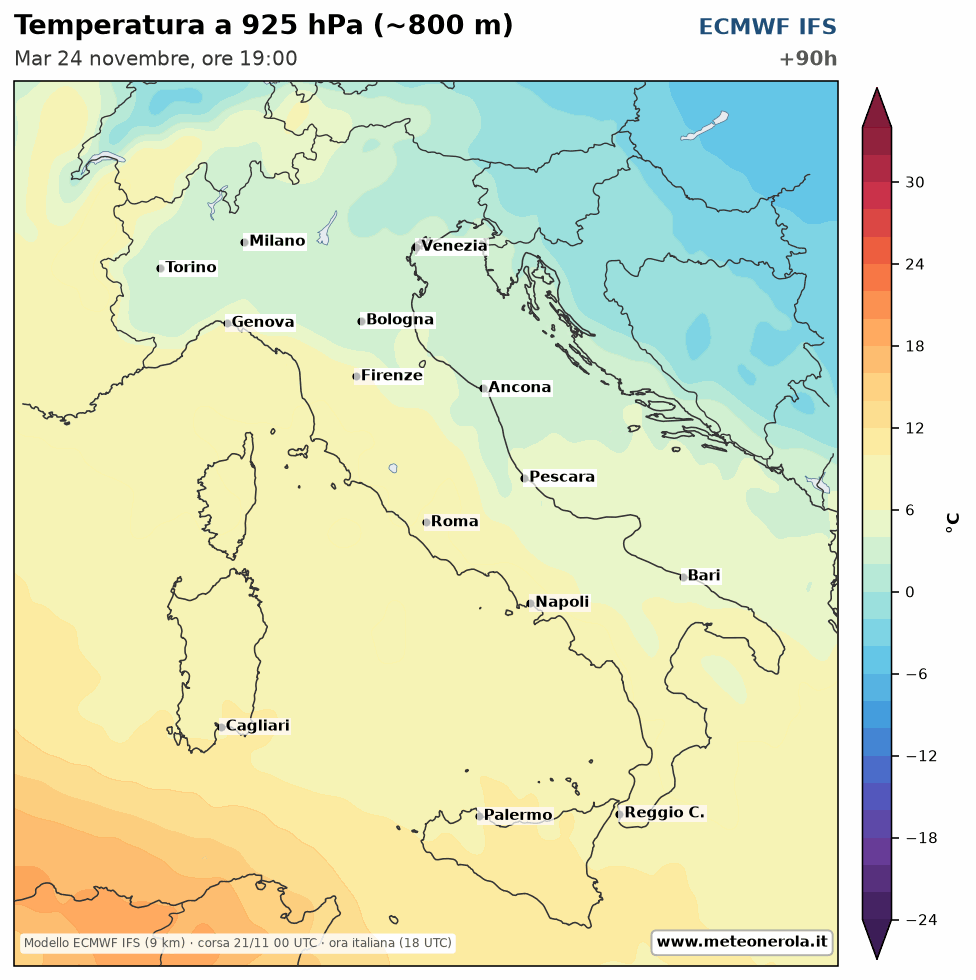 Temperatura a 925 hPa (~800 m)
ECMWF IFS
Mar 24 novembre, ore 19:00
+90h
Milano
Venezia
Torino
Genova
Bologna
Firenze
Ancona
Pescara
Roma
Bari
Napoli
Cagliari
Palermo
Reggio C.
30
24
18
12
6
0
−6
−12
−18
−24
°C
Modello ECMWF IFS (9 km) · corsa 21/11 00 UTC · ora italiana (18 UTC)
www.meteonerola.it